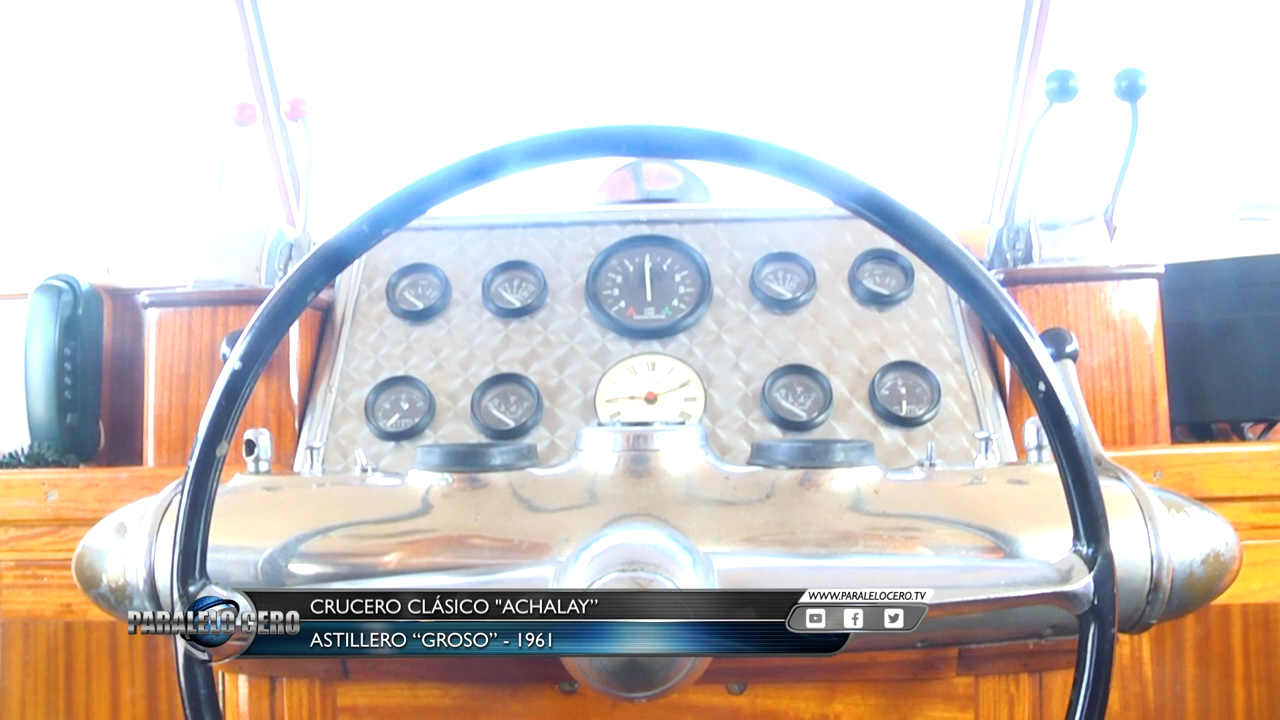 PARALELO CERO
CRUCERO CLÁSICO "ACHALAY”
ASTILLERO “GROSO” - 1961
WWW.PARALELOCERO.TV